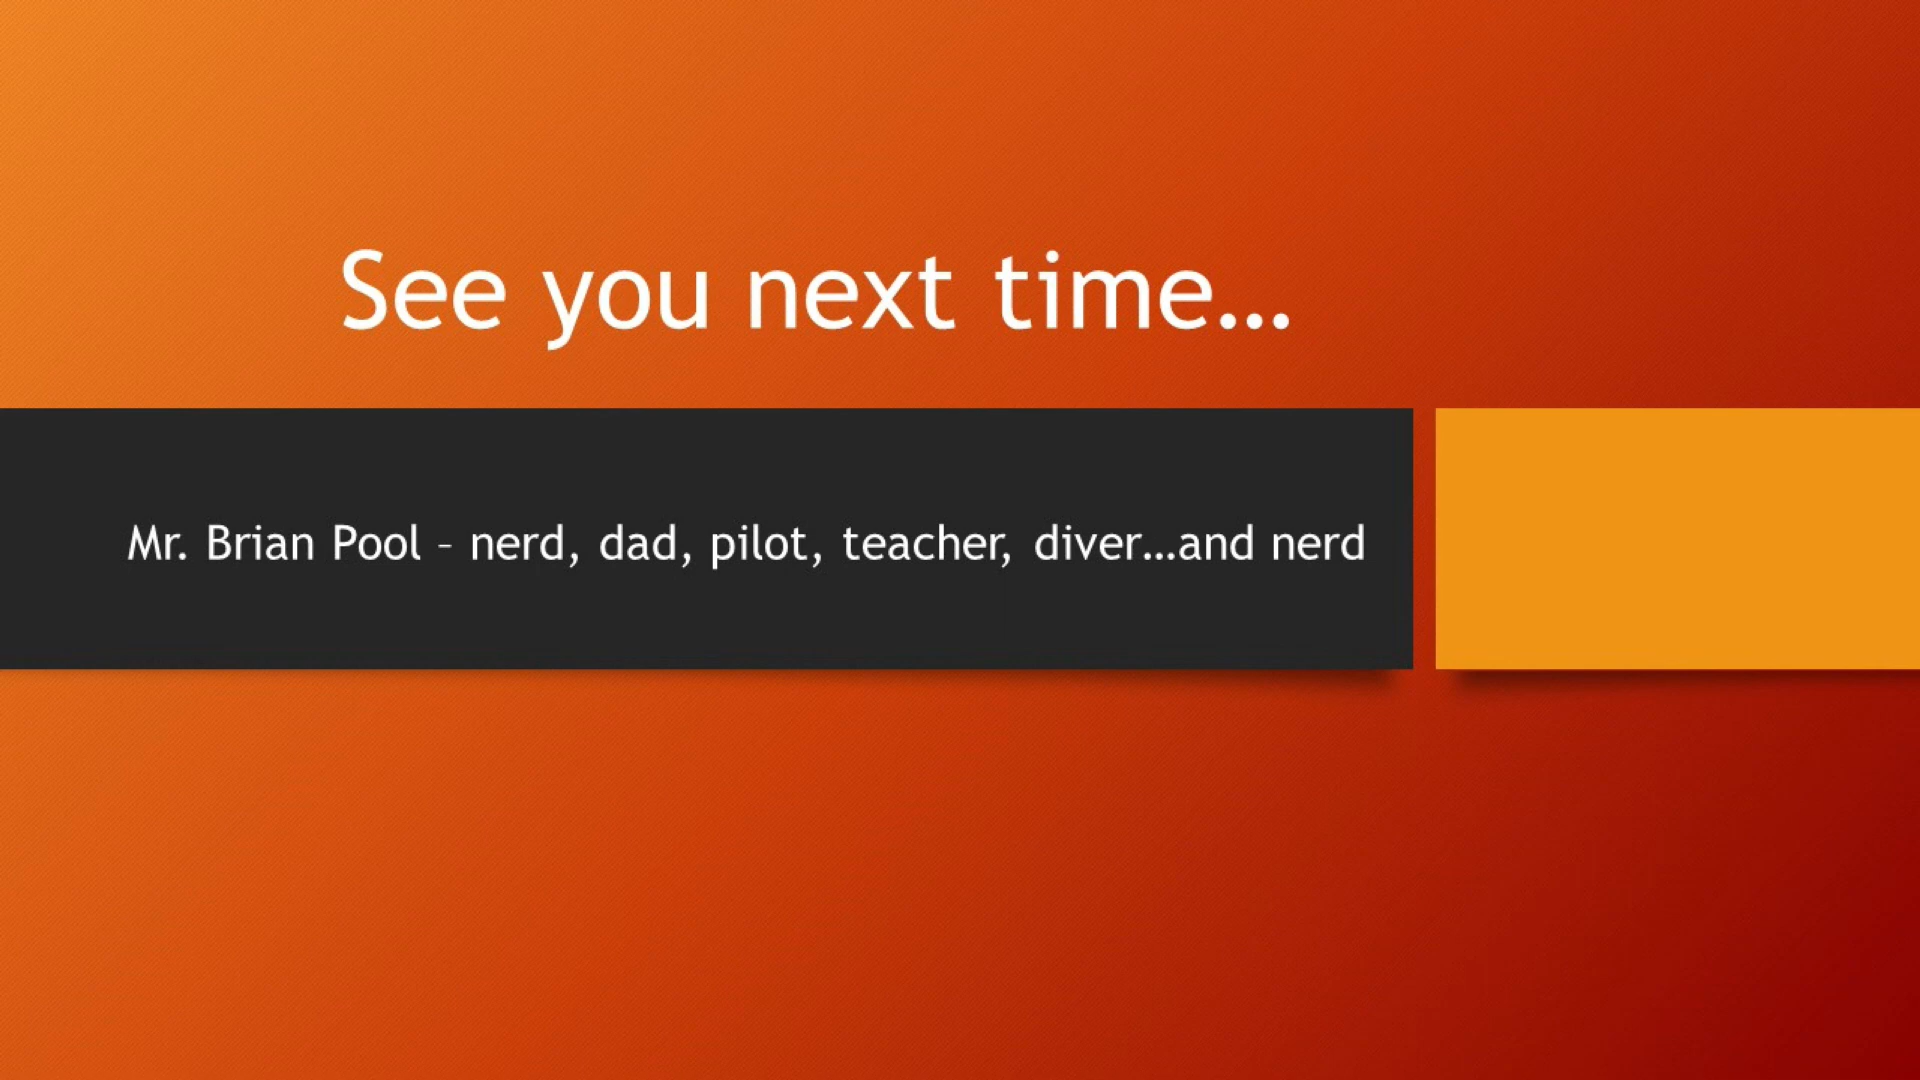 See you next time…
Mr. Brian Pool – nerd, dad, pilot, teacher, diver…and nerd